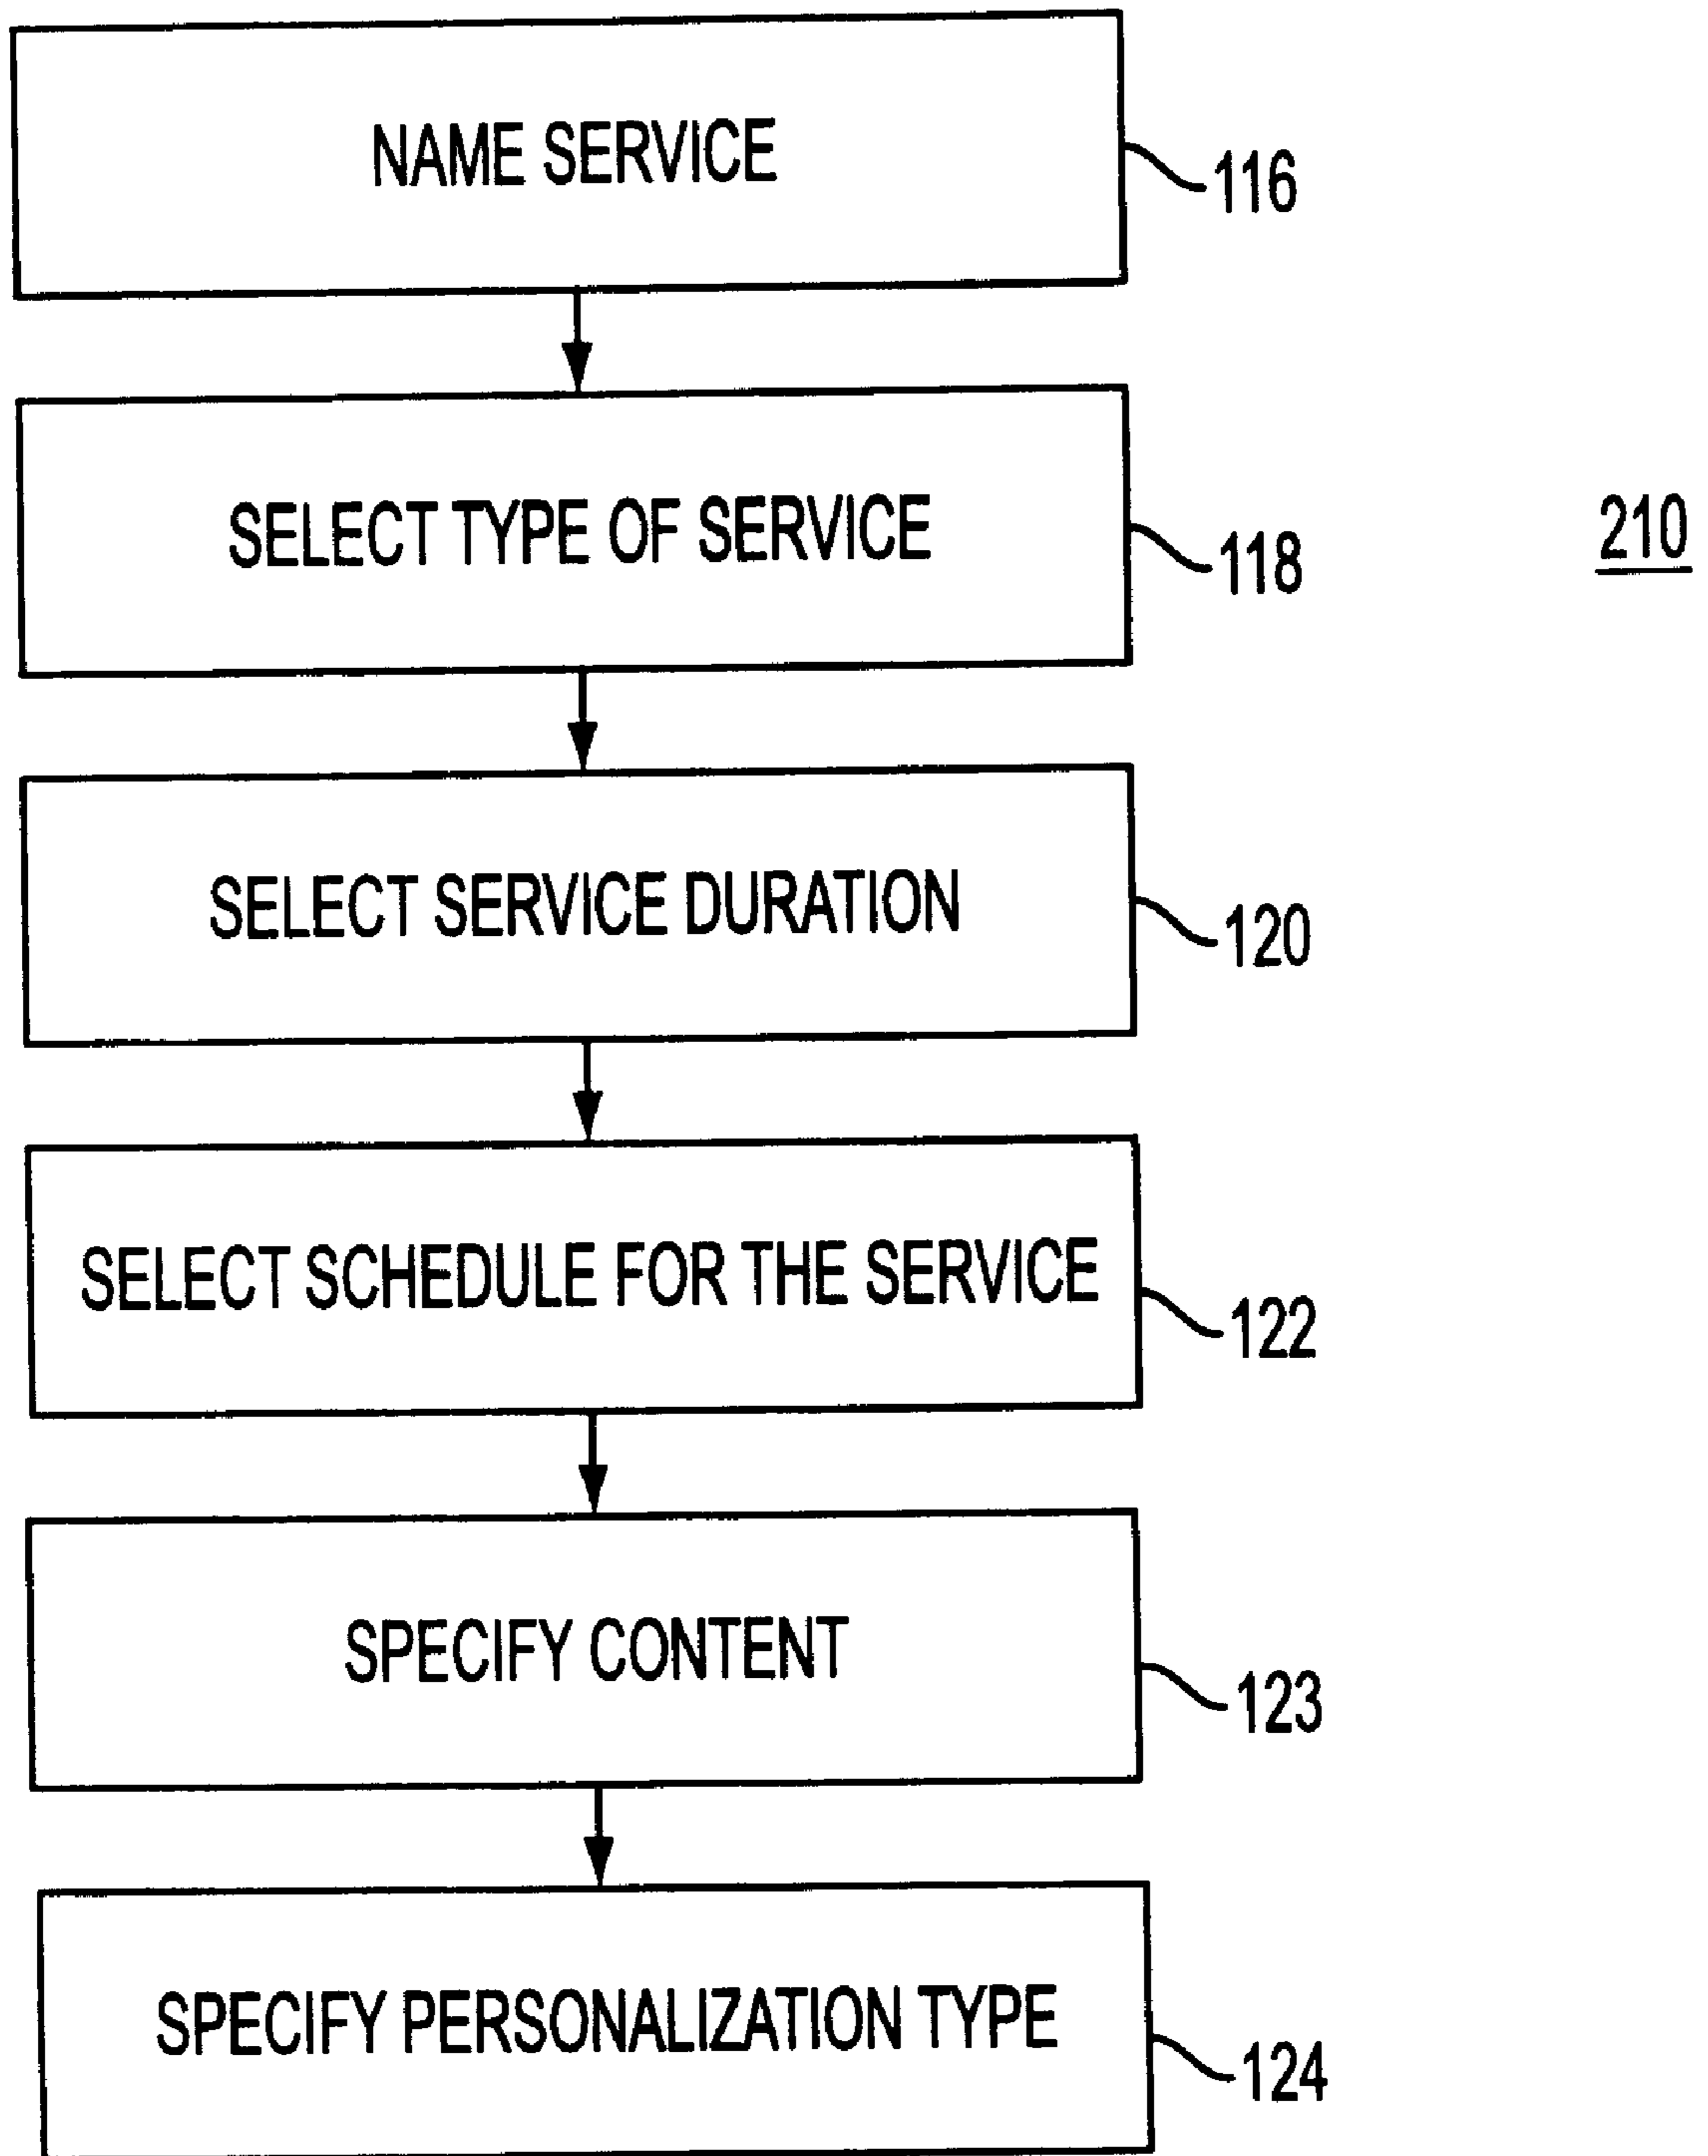 NAME SERVICE
116
SELECT TYPE OF SERVICE
118
210
SELECT SERVICE DURATION
120
SELECT SCHEDULE FOR THE SERVICE
122
SPECIFY CONTENT
123
SPECIFY PERSONALIZATION TYPE
124